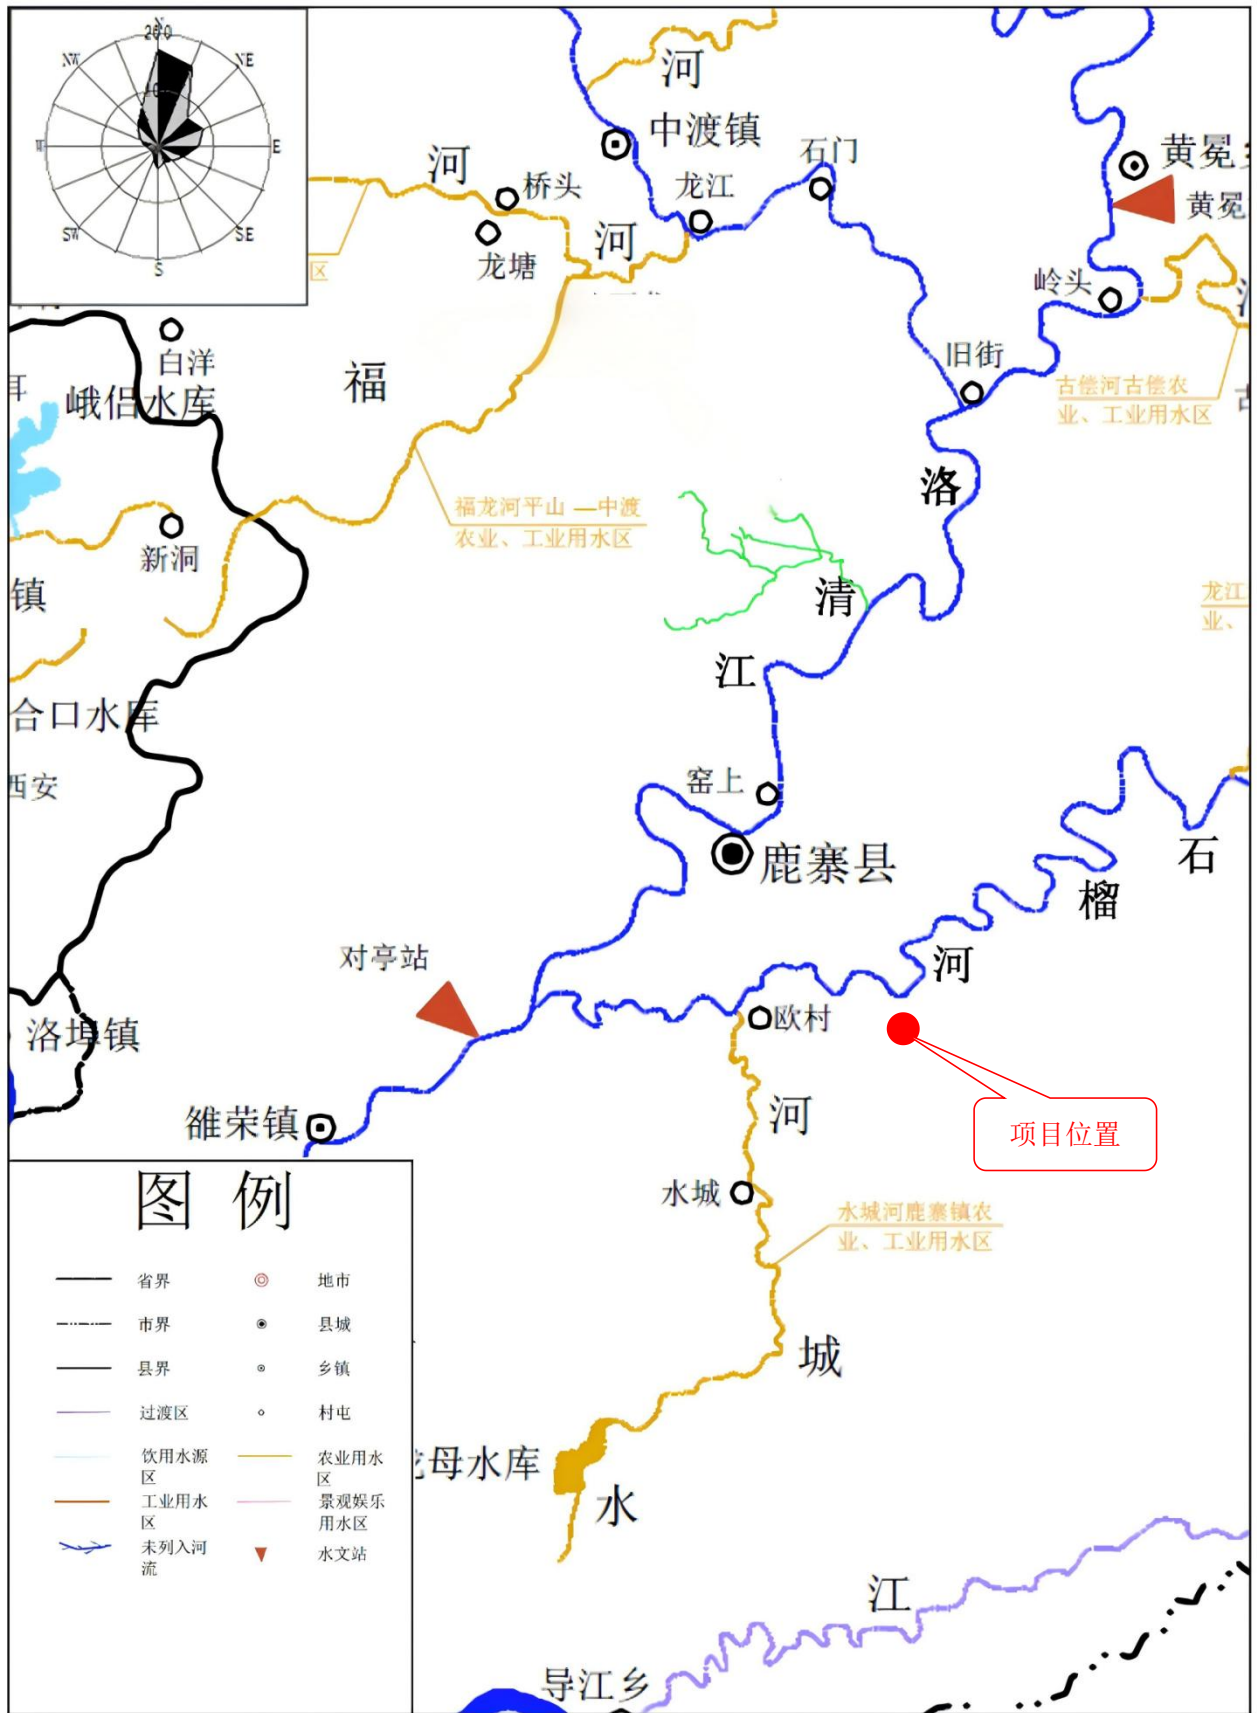 N
20.0
NW
NE
W
E
SW
SE
S
河
中渡镇
石门
河
桥头
龙江
黄冕
黄冕
河
龙塘
区
岭头
白洋
旧街
福
峨侣水库
古偿河古偿农
业、工业用水区
洛
福龙河平山 —中渡
农业、工业用水区
新洞
镇
清
龙江
业、
江
合口水库
西安
窑上
鹿寨县
石
榴
对亭站
河
欧村
洛埠镇
河
雒荣镇
项目位置
水城
水城河鹿寨镇农
业、工业用水区
城
母水库
水
江
导江乡
图 例
省界
地市
市界
县城
县界
乡镇
过渡区
村屯
饮用水源
区
农业用水
区
工业用水
区
景观娱乐
用水区
未列入河
流
水文站